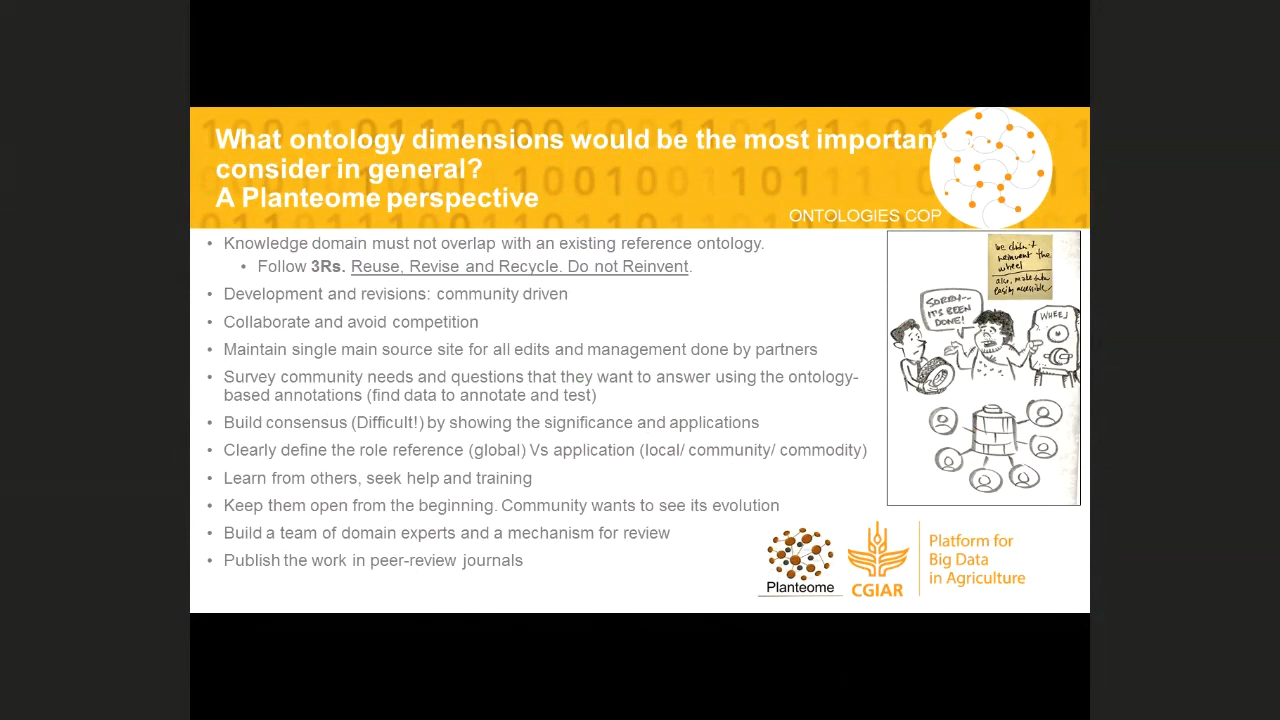 What ontology dimensions would be the most important
consider in general?
A Planteome perspective
ONTOLOGIES COP
• Knowledge domain must not overlap with an existing reference ontology.
• Follow 3Rs. Reuse, Revise and Recycle. Do not Reinvent.
• Development and revisions: community driven
• Collaborate and avoid competition
• Maintain single main source site for all edits and management done by partners
• Survey community needs and questions that they want to answer using the ontology-
based annotations (find data to annotate and test)
• Build consensus (Difficult!) by showing the significance and applications
• Clearly define the role reference (global) Vs application (local/ community/ commodity)
• Learn from others, seek help and training
• Keep them open from the beginning. Community wants to see its evolution
• Build a team of domain experts and a mechanism for review
• Publish the work in peer-review journals
reinvent the
wheel
easily accessible
SORRY--
IT'S BEEN
DONE!
WHEEL
Planteome
CGIAR
Platform for
Big Data
in Agriculture